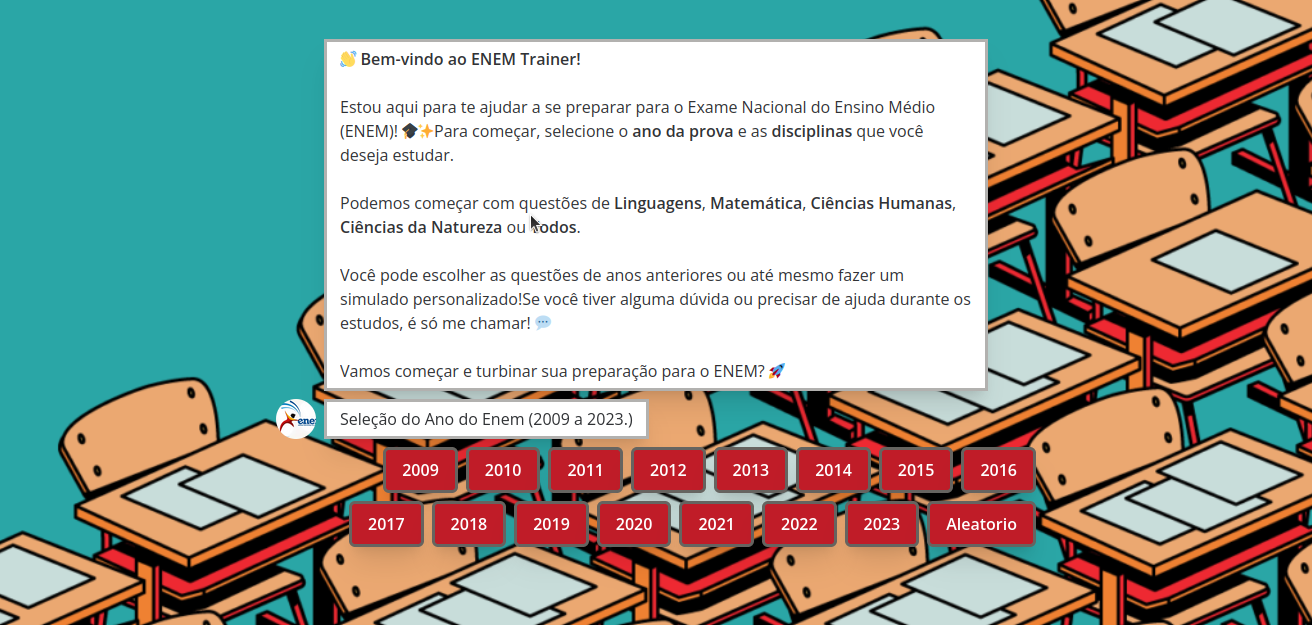 👋 Bem-vindo ao ENEM Trainer!
Estou aqui para te ajudar a se preparar para o Exame Nacional do Ensino Médio
(ENEM)! 🎓✨Para começar, selecione o ano da prova e as disciplinas que você
deseja estudar.
Podemos começar com questões de Linguagens, Matemática, Ciências Humanas,
Ciências da Natureza ou Todos.
Você pode escolher as questões de anos anteriores ou até mesmo fazer um
simulado personalizado!Se você tiver alguma dúvida ou precisar de ajuda durante os
estudos, é só me chamar! 💬
Vamos começar e turbinar sua preparação para o ENEM? 🚀
ene
Seleção do Ano do Enem (2009 a 2023.)
2009 2010 2011 2012 2013 2014 2015 2016
2017 2018 2019 2020 2021 2022 2023 Aleatorio